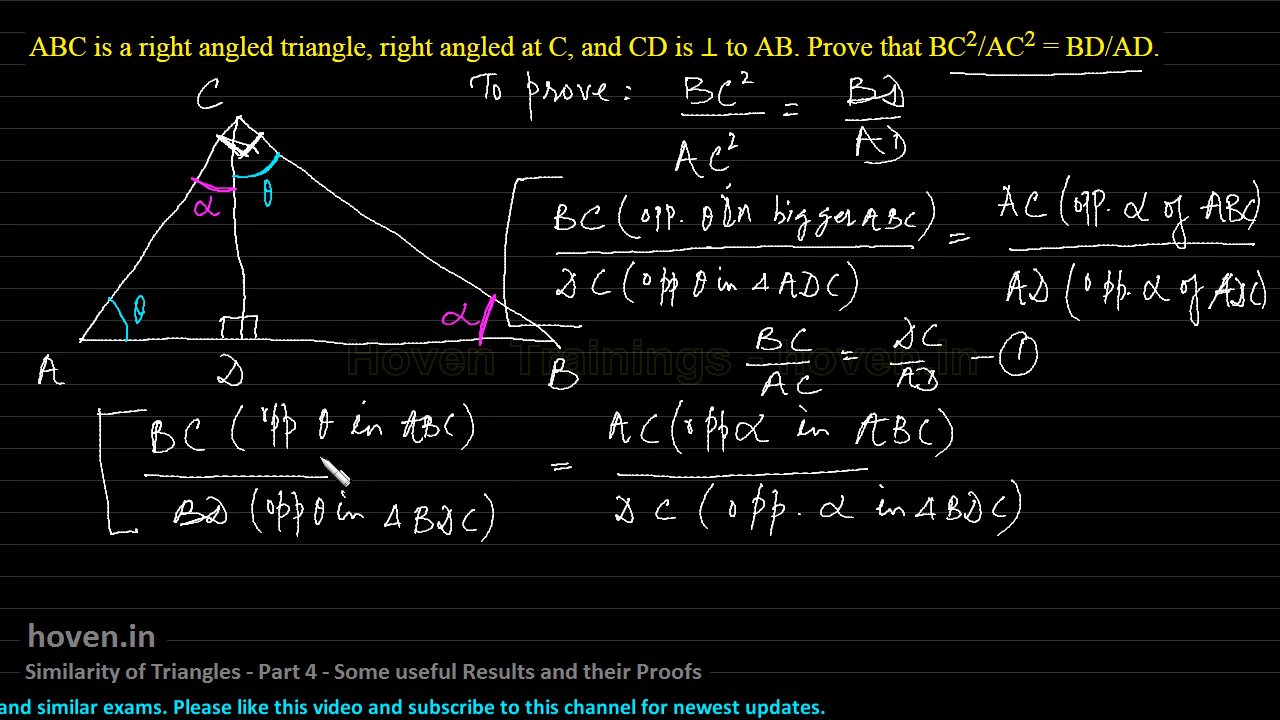 ABC is a right angled triangle, right angled at C, and CD is ⊥ to AB. Prove that BC²/AC² = BD/AD.
To prove : BC²/AC² = BD/AD
C
α θ
θ α
A D B
BC (opp. θ in bigger ABC) / DC (opp θ in Δ ADC) = AC (opp. α of ABC) / AD (opp. α of ADC)
BC/AC = DC/AD — ①
Hoven Trainings - hoven.in
BC (opp θ in ABC) / BD (opp θ in Δ BDC) = AC (opp α in ABC) / DC (opp. α in Δ BDC)
hoven.in
Similarity of Triangles - Part 4 - Some useful Results and their Proofs
and similar exams. Please like this video and subscribe to this channel for newest updates.